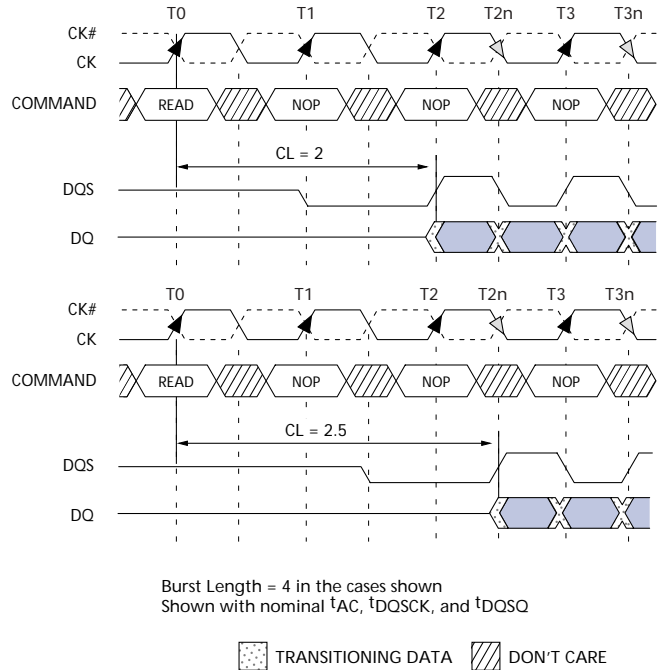 T0 T1 T2 T2n T3 T3n
CK#
CK
COMMAND READ NOP NOP NOP
CL = 2
DQS
DQ
T0 T1 T2 T2n T3 T3n
CK#
CK
COMMAND READ NOP NOP NOP
CL = 2.5
DQS
DQ
Burst Length = 4 in the cases shown
Shown with nominal tAC, tDQSCK, and tDQSQ
TRANSITIONING DATA DON'T CARE